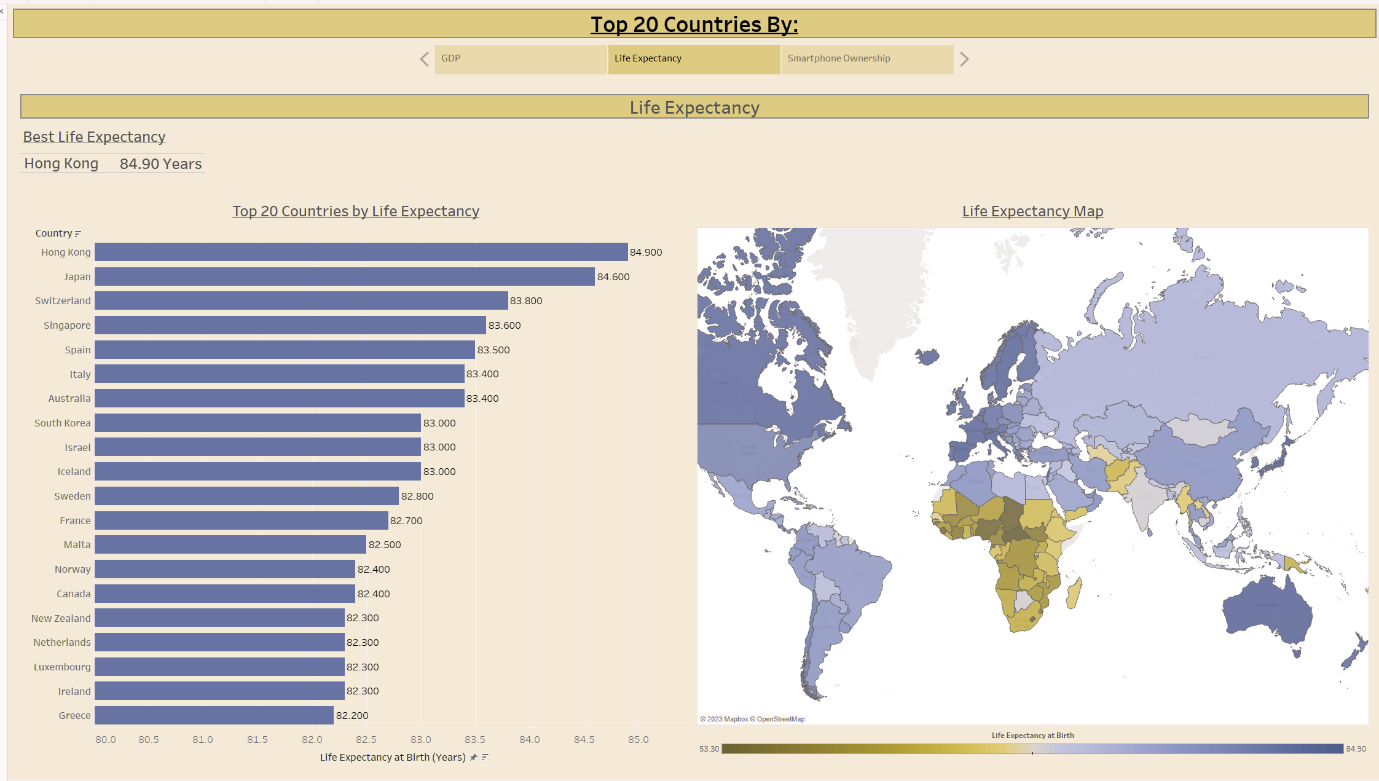 Top 20 Countries By:
GDP
Life Expectancy
Smartphone Ownership
Life Expectancy
Best Life Expectancy
Hong Kong 84.90 Years
Top 20 Countries by Life Expectancy
Country
Hong Kong 84.900
Japan 84.600
Switzerland 83.800
Singapore 83.600
Spain 83.500
Italy 83.400
Australia 83.400
South Korea 83.000
Israel 83.000
Iceland 83.000
Sweden 82.800
France 82.700
Malta 82.500
Norway 82.400
Canada 82.400
New Zealand 82.300
Netherlands 82.300
Luxembourg 82.300
Ireland 82.300
Greece 82.200
80.0 80.5 81.0 81.5 82.0 82.5 83.0 83.5 84.0 84.5 85.0
Life Expectancy at Birth (Years)
Life Expectancy Map
© 2023 Mapbox © OpenStreetMap
Life Expectancy at Birth
53.30 84.90